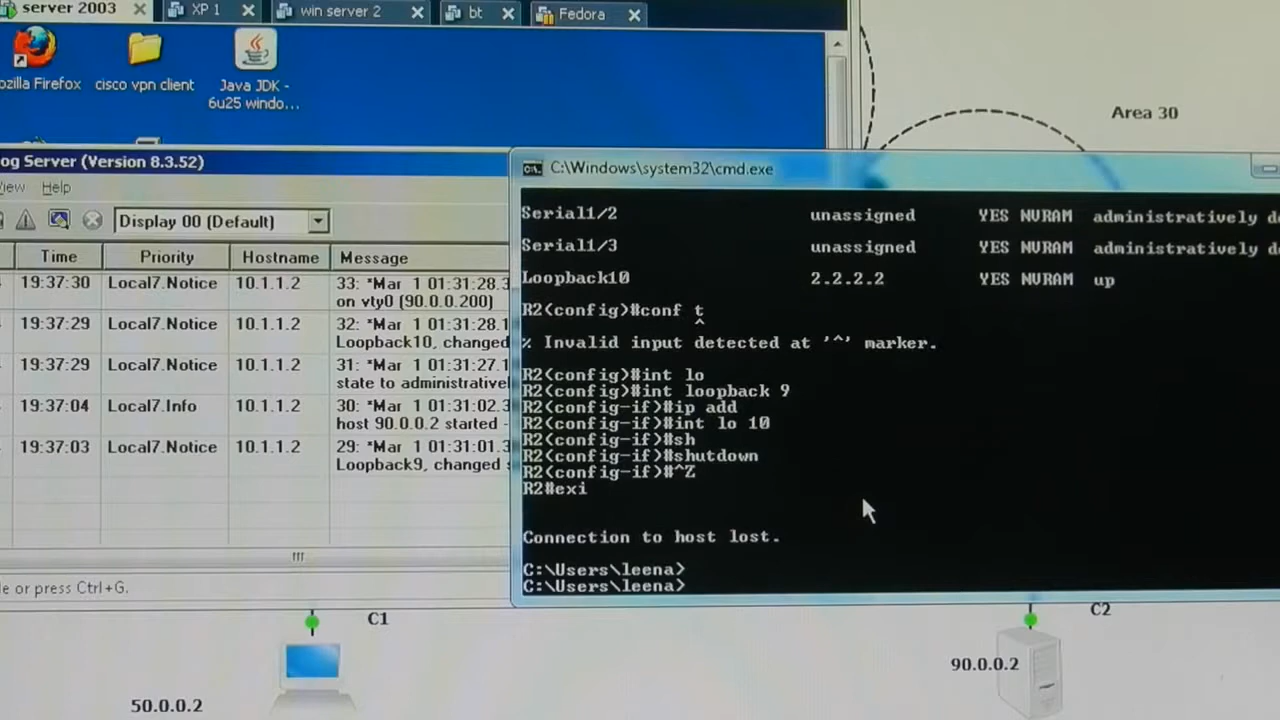 server 2003
XP 1
win server 2
bt
Fedora
ozilla Firefox
cisco vpn client
Java JDK -
6u25 windo...
Area 30
og Server (Version 8.3.52)
View Help
Display 00 (Default)
Time Priority Hostname Message
19:37:30 Local7.Notice 10.1.1.2 33: *Mar 1 01:31:28.3
on vty0 (90.0.0.200)
19:37:29 Local7.Notice 10.1.1.2 32: *Mar 1 01:31:28.1
Loopback10, changed
19:37:29 Local7.Notice 10.1.1.2 31: *Mar 1 01:31:27.1
state to administrativel
19:37:04 Local7.Info 10.1.1.2 30: *Mar 1 01:31:02.3
host 90.0.0.2 started -
19:37:03 Local7.Notice 10.1.1.2 29: *Mar 1 01:31:01.3
Loopback9, changed s
e or press Ctrl+G.
C:\Windows\system32\cmd.exe
Serial1/2 unassigned YES NVRAM administratively d
Serial1/3 unassigned YES NVRAM administratively d
Loopback10 2.2.2.2 YES NVRAM up
R2(config)#conf t
^
% Invalid input detected at '^' marker.
R2(config)#int lo
R2(config)#int loopback 9
R2(config-if)#ip add
R2(config-if)#int lo 10
R2(config-if)#sh
R2(config-if)#shutdown
R2(config-if)#^Z
R2#exi
Connection to host lost.
C:\Users\leena>
C:\Users\leena>
C1
C2
90.0.0.2
50.0.0.2